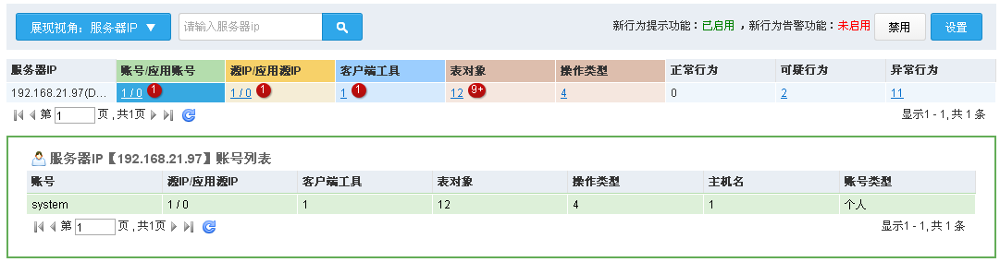 展现视角：服务器IP ▼ 请输入服务器ip 新行为提示功能：已启用 ，新行为告警功能：未启用 禁用 设置
服务器IP 账号/应用账号 源IP/应用源IP 客户端工具 表对象 操作类型 正常行为 可疑行为 异常行为
192.168.21.97(D... 1 / 0 1 1 / 0 1 1 1 12 9+ 4 0 2 11
第 1 页 , 共1页 显示1 - 1, 共 1 条
服务器IP【192.168.21.97】账号列表
账号 源IP/应用源IP 客户端工具 表对象 操作类型 主机名 账号类型
system 1 / 0 1 12 4 1 个人
第 1 页 , 共1页 显示1 - 1, 共 1 条